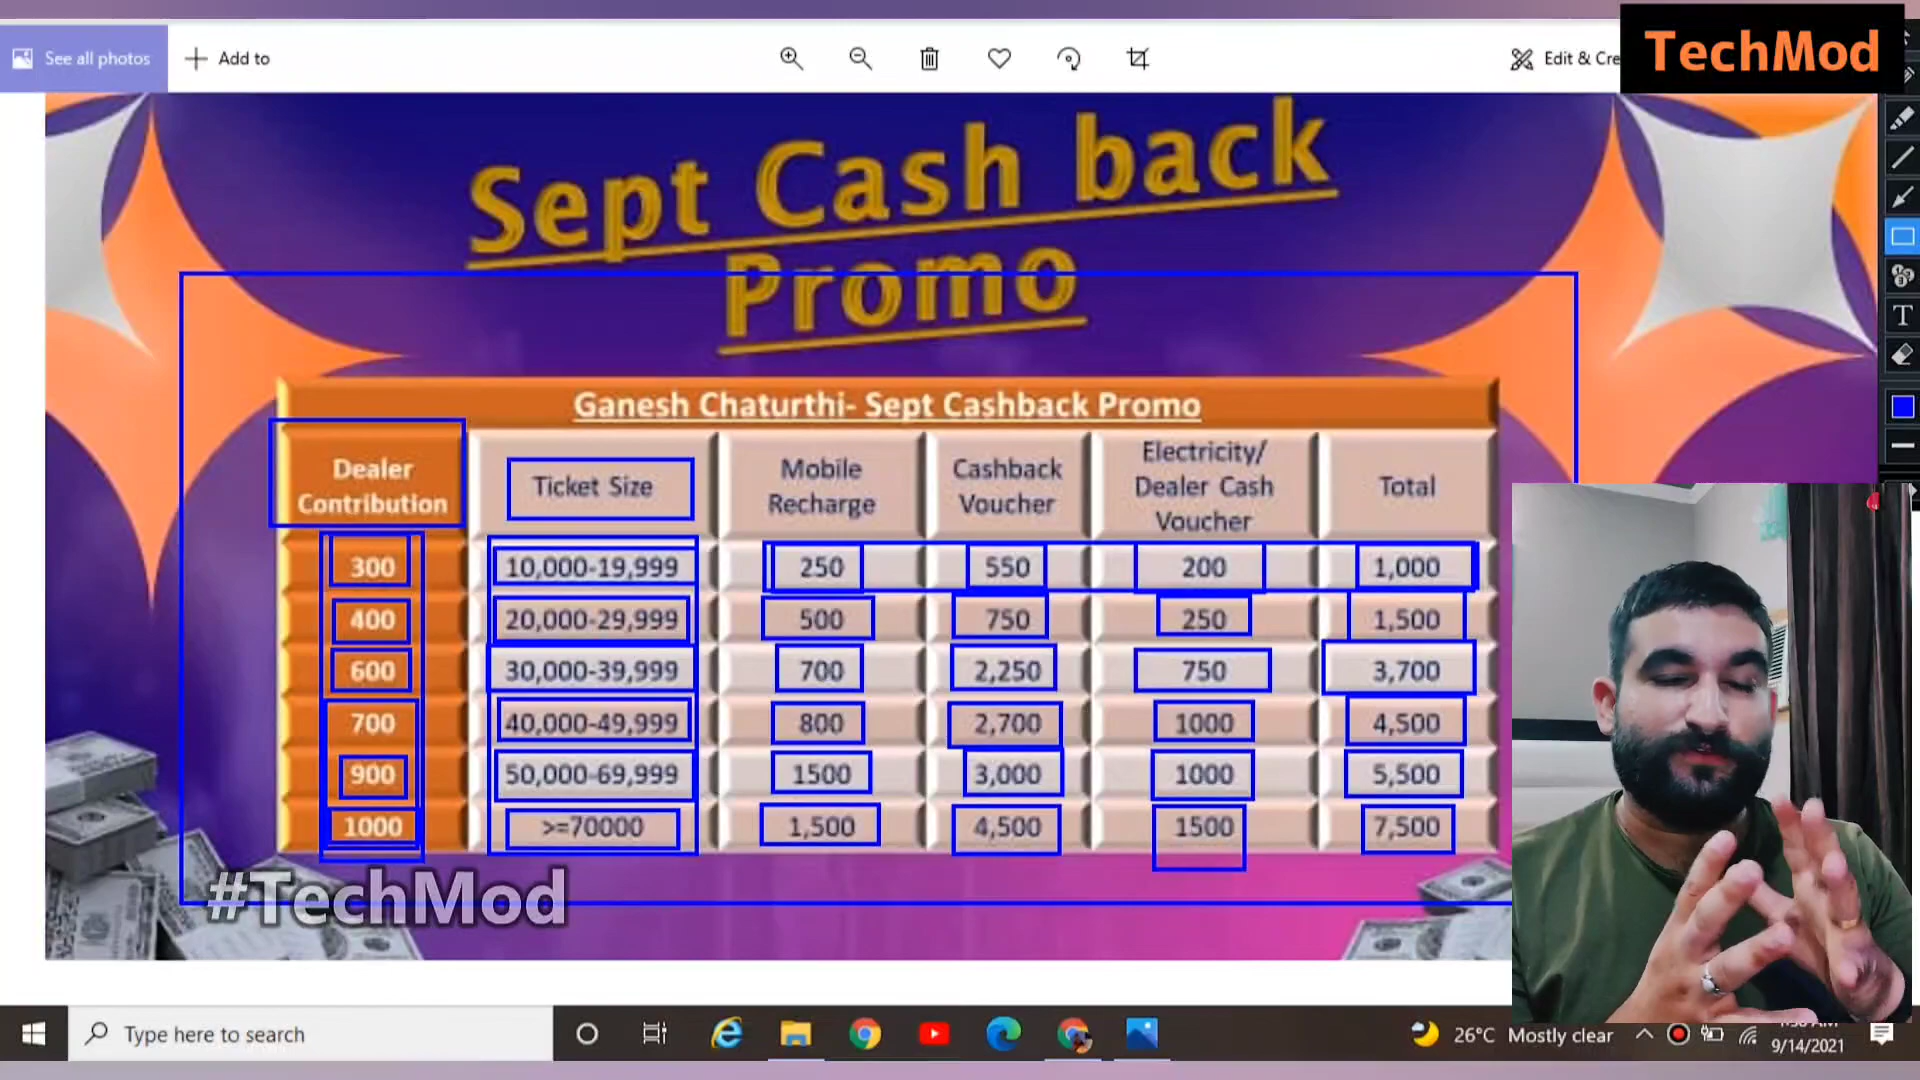 See all photos
Add to
Edit & Cre
TechMod
Sept Cash back
Promo
Ganesh Chaturthi- Sept Cashback Promo
Dealer Contribution Ticket Size Mobile Recharge Cashback Voucher Electricity/ Dealer Cash Voucher Total
300 10,000-19,999 250 550 200 1,000
400 20,000-29,999 500 750 250 1,500
600 30,000-39,999 700 2,250 750 3,700
700 40,000-49,999 800 2,700 1000 4,500
900 50,000-69,999 1500 3,000 1000 5,500
1000 >=70000 1,500 4,500 1500 7,500
#TechMod
Type here to search
26°C Mostly clear
9/14/2021